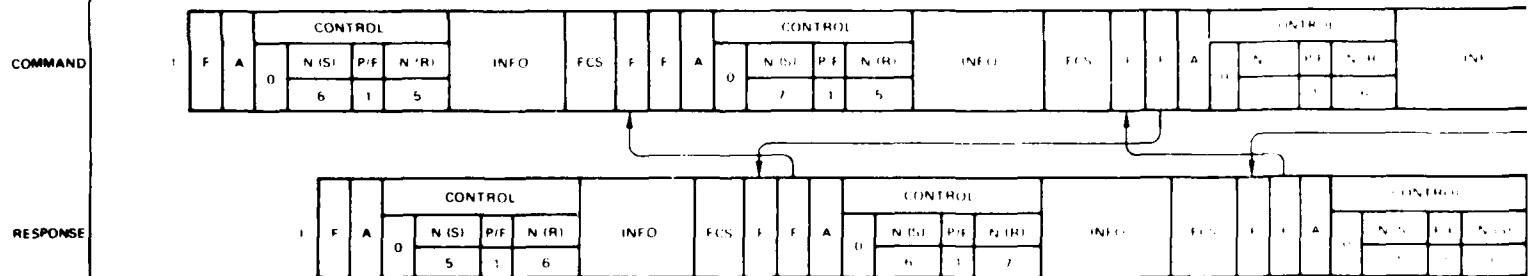 CONTROL CONTROL
COMMAND F A 0 N (S) P/F N (R) INFO FCS F F A 0 N (S) P/F N (R) INFO FCS F F A
6 1 5 7 1 5
CONTROL CONTROL CONTROL
RESPONSE F A 0 N (S) P/F N (R) INFO FCS F F A 0 N (S) P/F N (R) INFO F A
5 1 6 6 1 7